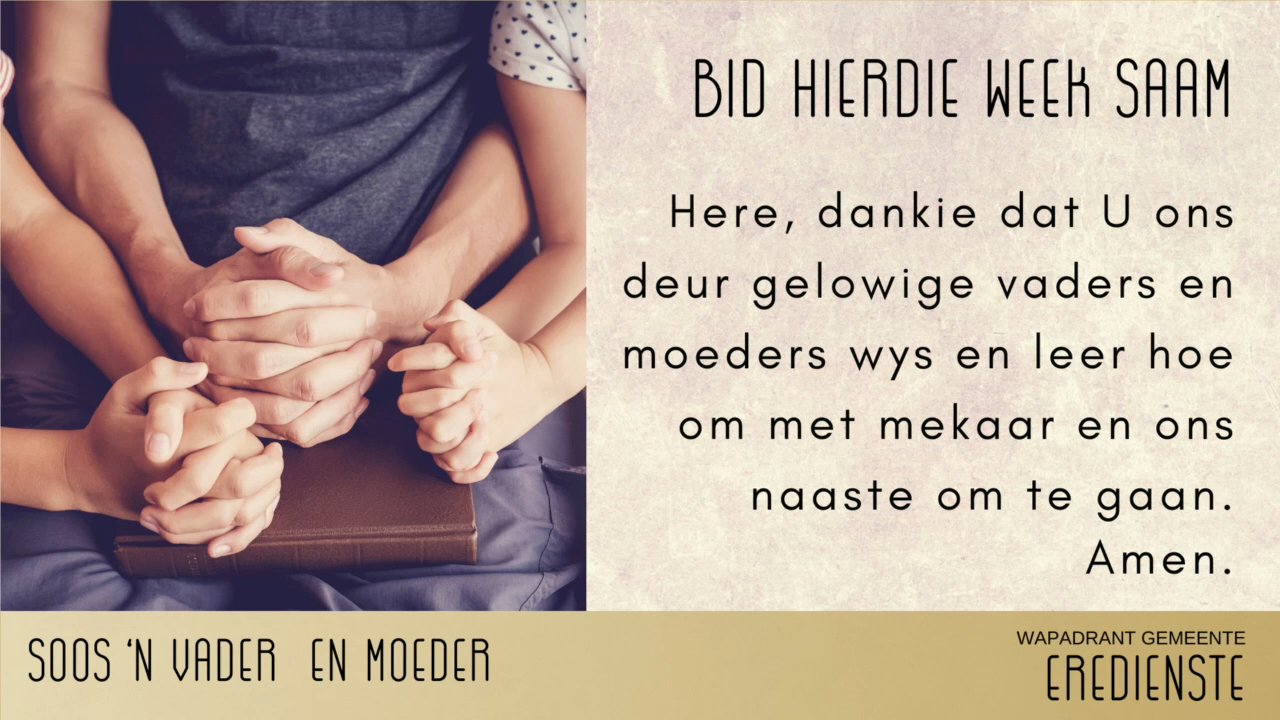 BID HIERDIE WEEK SAAM
Here, dankie dat U ons
deur gelowige vaders en
moeders wys en leer hoe
om met mekaar en ons
naaste om te gaan.
Amen.
SOOS ‘N VADER EN MOEDER
WAPADRANT GEMEENTE
EREDIENSTE